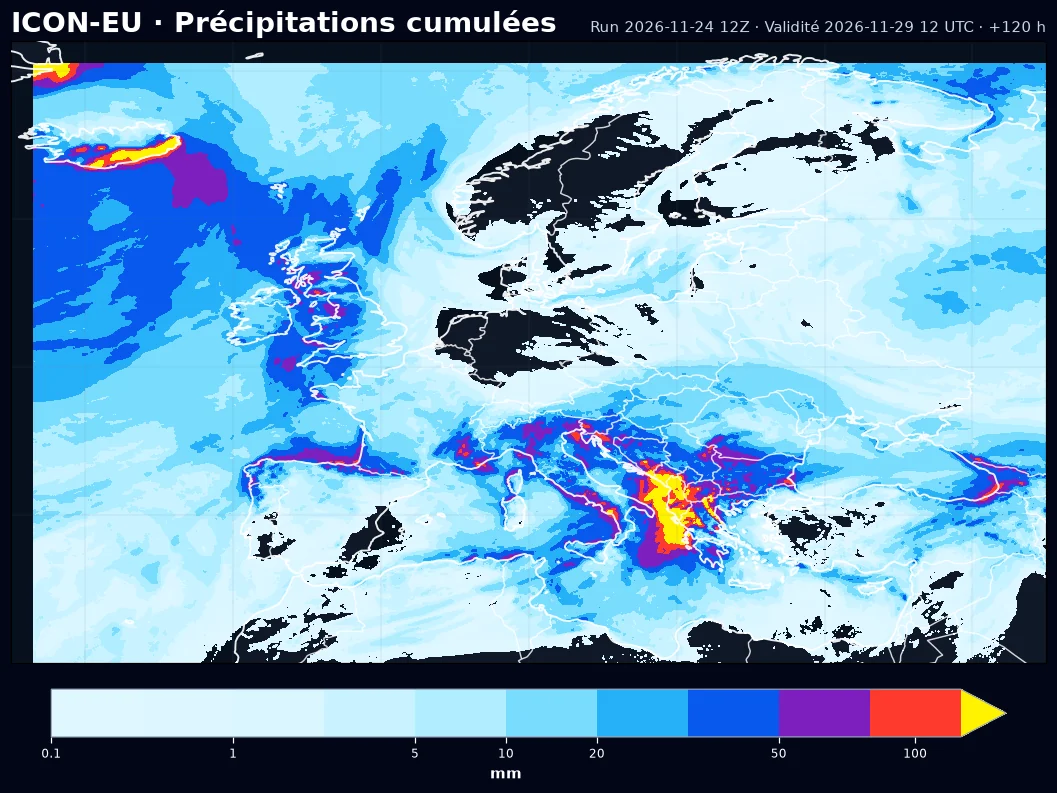 ICON-EU · Précipitations cumulées
Run 2026-11-24 12Z · Validité 2026-11-29 12 UTC · +120 h
0.1 1 5 10 20 50 100
mm